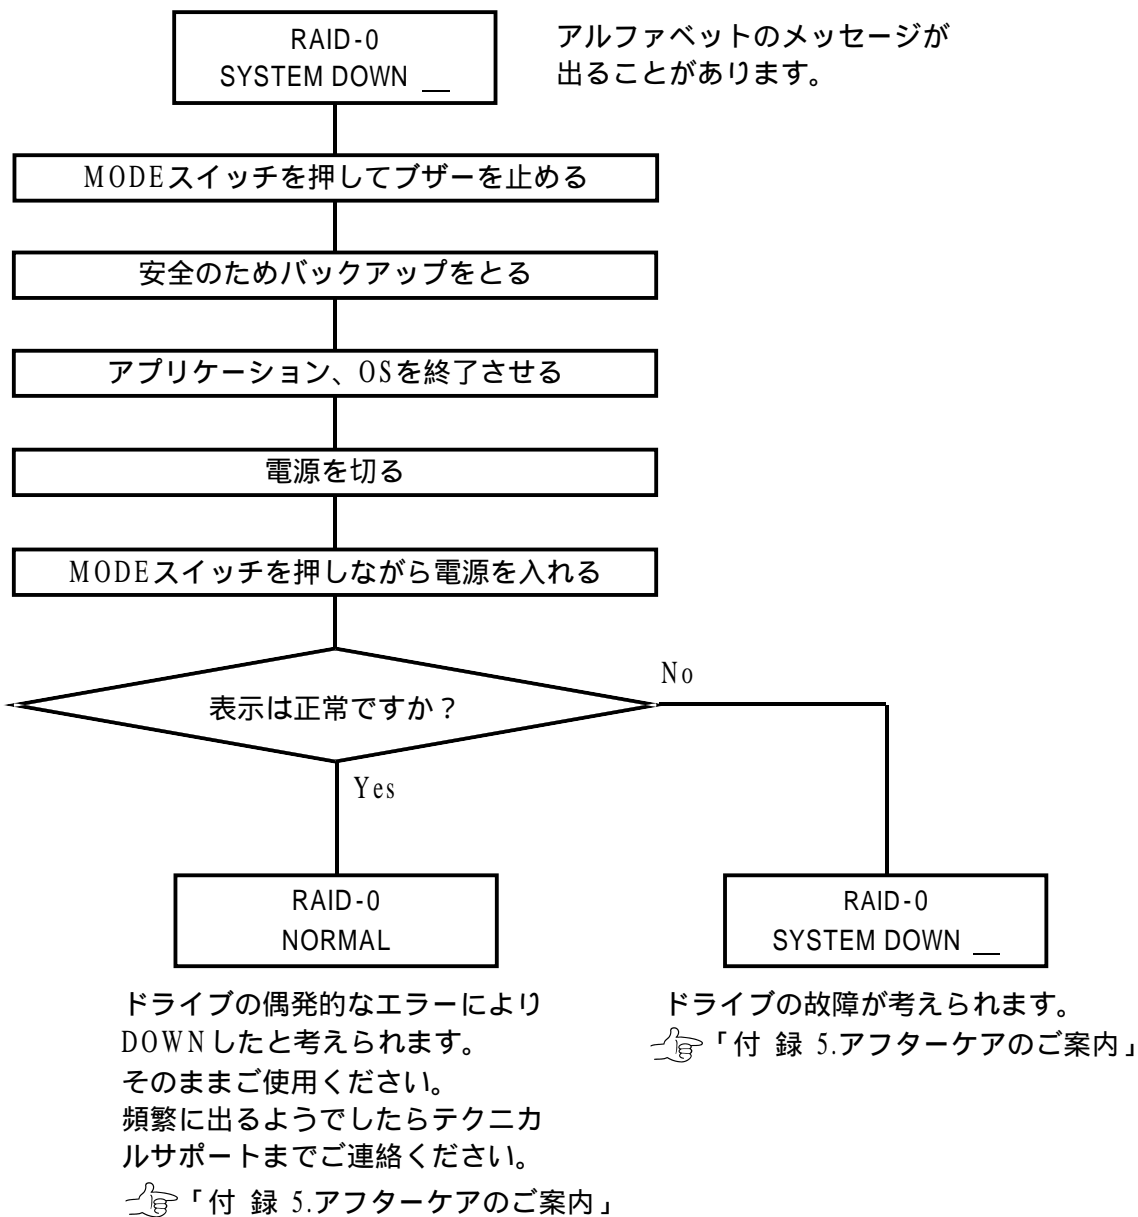 RAID-0
SYSTEM DOWN __
アルファベットのメッセージが
出ることがあります。
MODEスイッチを押してブザーを止める
安全のためバックアップをとる
アプリケーション、OSを終了させる
電源を切る
MODEスイッチを押しながら電源を入れる
表示は正常ですか？
No
Yes
RAID-0
NORMAL
ドライブの偶発的なエラーにより
DOWNしたと考えられます。
そのままご使用ください。
頻繁に出るようでしたらテクニカ
ルサポートまでご連絡ください。
「付 録 5.アフターケアのご案内」
RAID-0
SYSTEM DOWN __
ドライブの故障が考えられます。
「付 録 5.アフターケアのご案内」